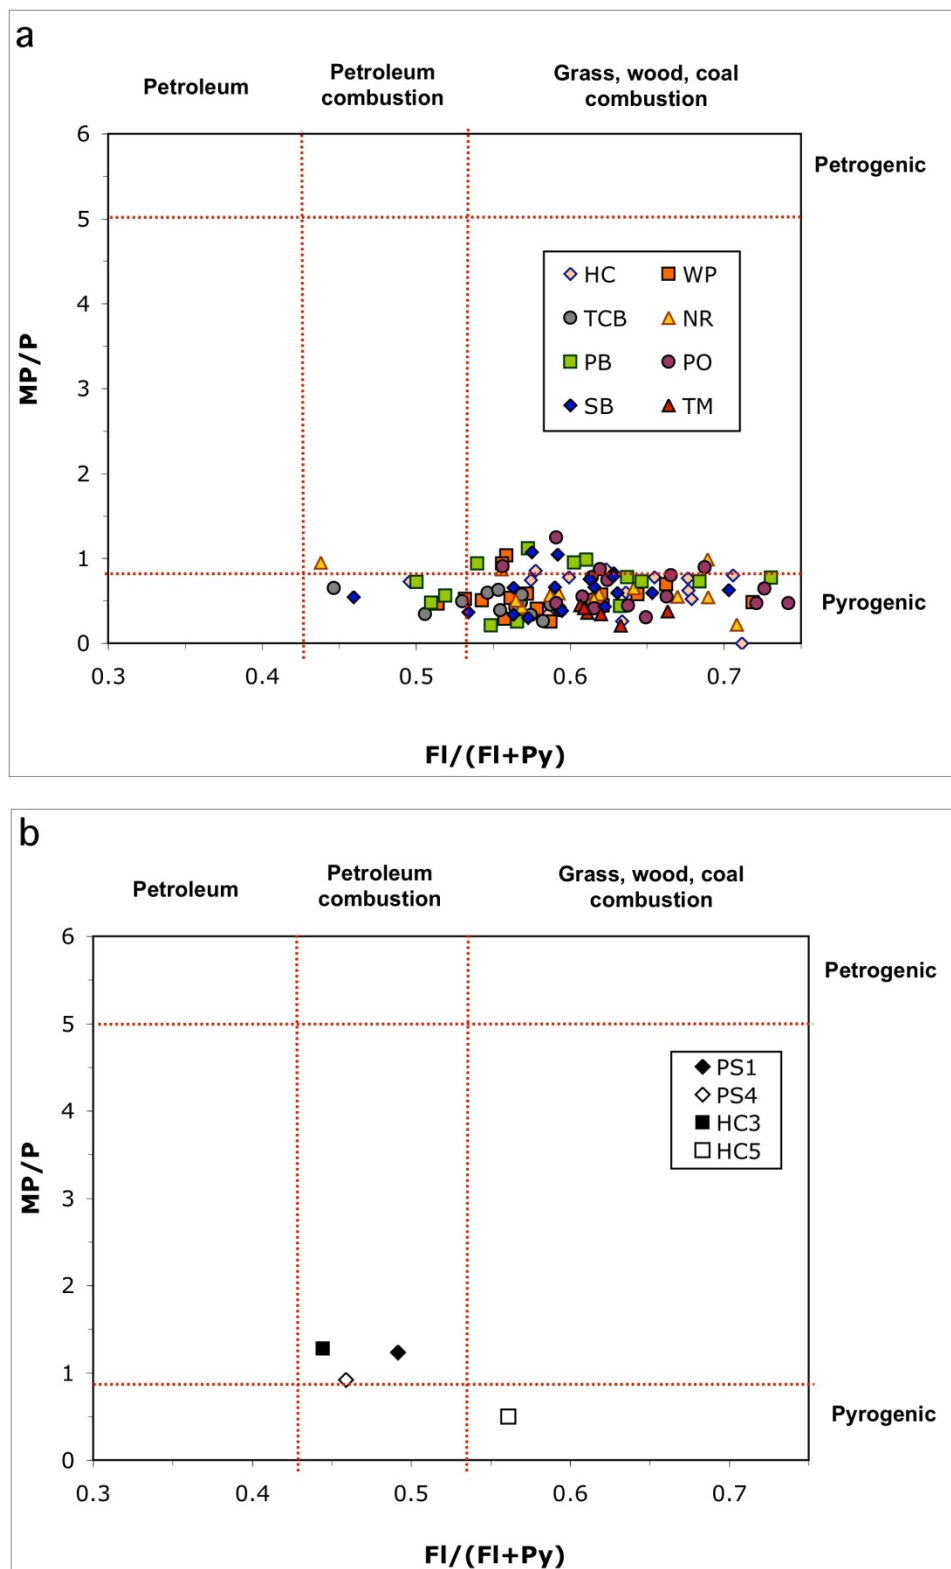 a
Petroleum
Petroleum
combustion
Grass, wood, coal
combustion
6
5
4
3
2
1
0
MP/P
Petrogenic
Pyrogenic
HC
WP
TCB
NR
PB
PO
SB
TM
0.3
0.4
0.5
0.6
0.7
Fl/(Fl+Py)
b
Petroleum
Petroleum
combustion
Grass, wood, coal
combustion
6
5
4
3
2
1
0
MP/P
Petrogenic
Pyrogenic
PS1
PS4
HC3
HC5
0.3
0.4
0.5
0.6
0.7
Fl/(Fl+Py)